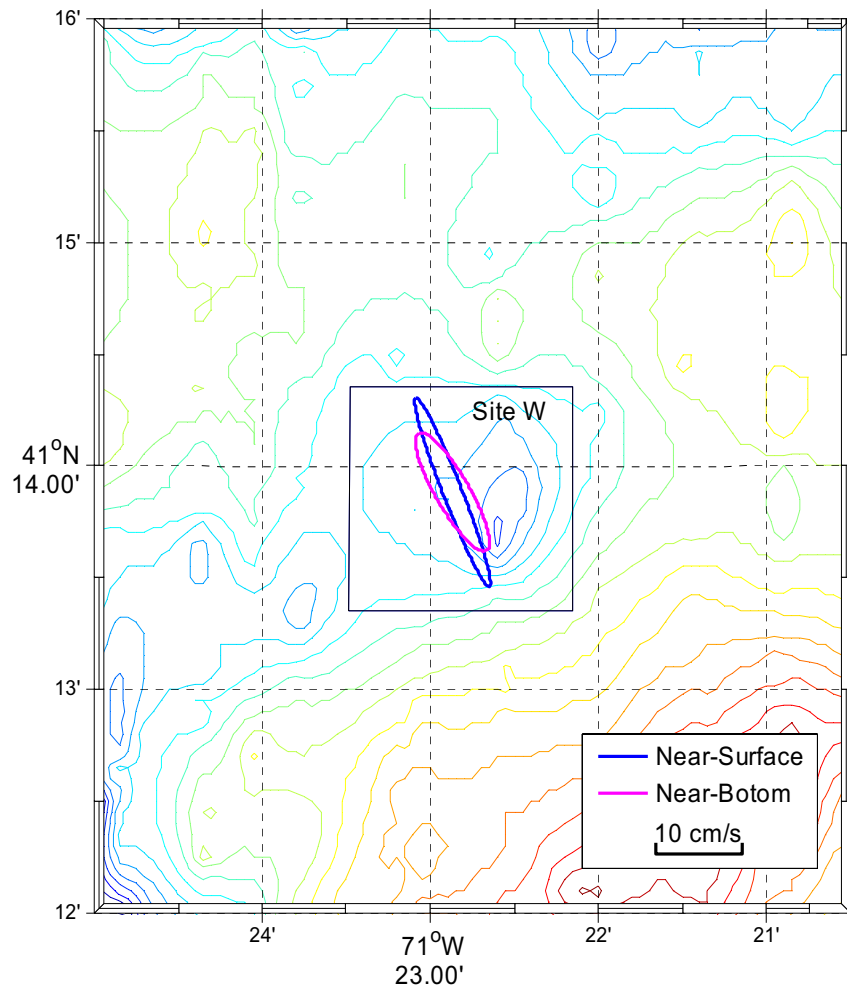 16'
15'
Site W
41°N
14.00'
13'
Near-Surface
Near-Botom
10 cm/s
12'
24'
71°W
23.00'
22'
21'